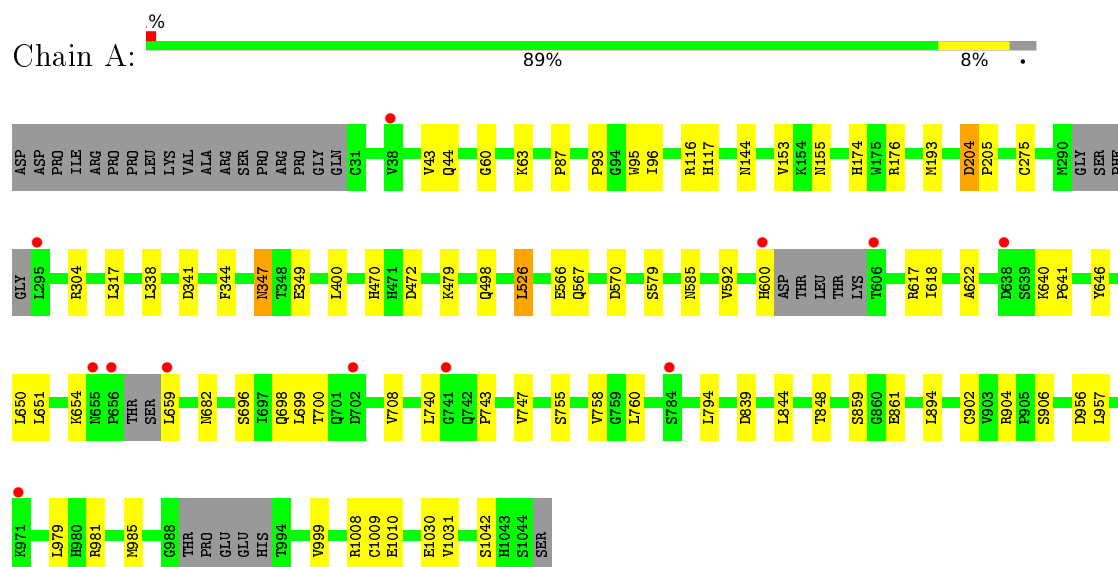 %
Chain A:
89%
8%
.
ASP ASP PRO ILE ARG PRO PRO LEU LYS VAL ALA ARG SER PRO ARG PRO GLY GLN C31 V38 V43 Q44 G60 K63 P87 P93 G94 W95 I96 R116 H117 N144 V153 K154 N155 H174 W175 R176 M193 D204 P205 C275 M290 GLY SER PHE
GLY L295 R304 L317 L338 D341 F344 N347 T348 E349 L400 H470 H471 D472 K479 Q498 L526 E566 Q567 D570 S579 N585 V592 H600 ASP THR LEU THR LYS T606 R617 I618 A622 D638 S639 K640 P641 Y646
L650 L651 K654 N655 P656 THR SER L659 N682 S696 I697 Q698 L699 T700 Q701 D702 V708 L740 G741 Q742 P743 V747 S755 V758 G759 L760 S784 L794 D839 L844 T848 S859 G860 E861 L894 C902 V903 R904 P905 S906 D956 L957
K971 L979 H980 R981 M985 G988 THR PRO GLU GLU HIS T994 V999 R1008 C1009 E1010 E1030 V1031 S1042 H1043 S1044 SER